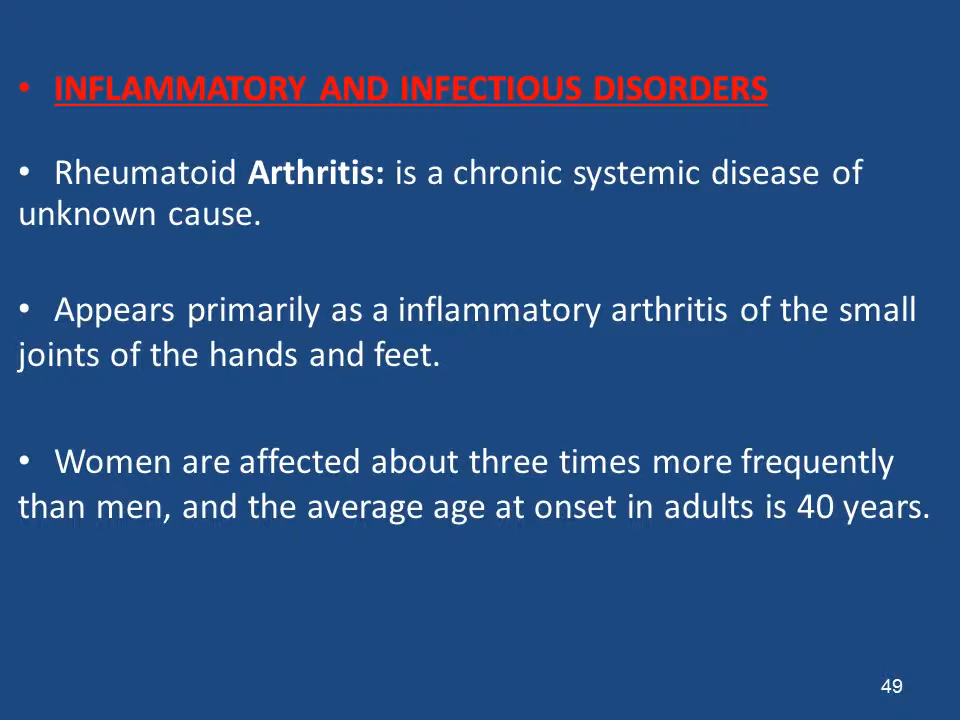 • INFLAMMATORY AND INFECTIOUS DISORDERS
• Rheumatoid Arthritis: is a chronic systemic disease of
unknown cause.
• Appears primarily as a inflammatory arthritis of the small
joints of the hands and feet.
• Women are affected about three times more frequently
than men, and the average age at onset in adults is 40 years.
49